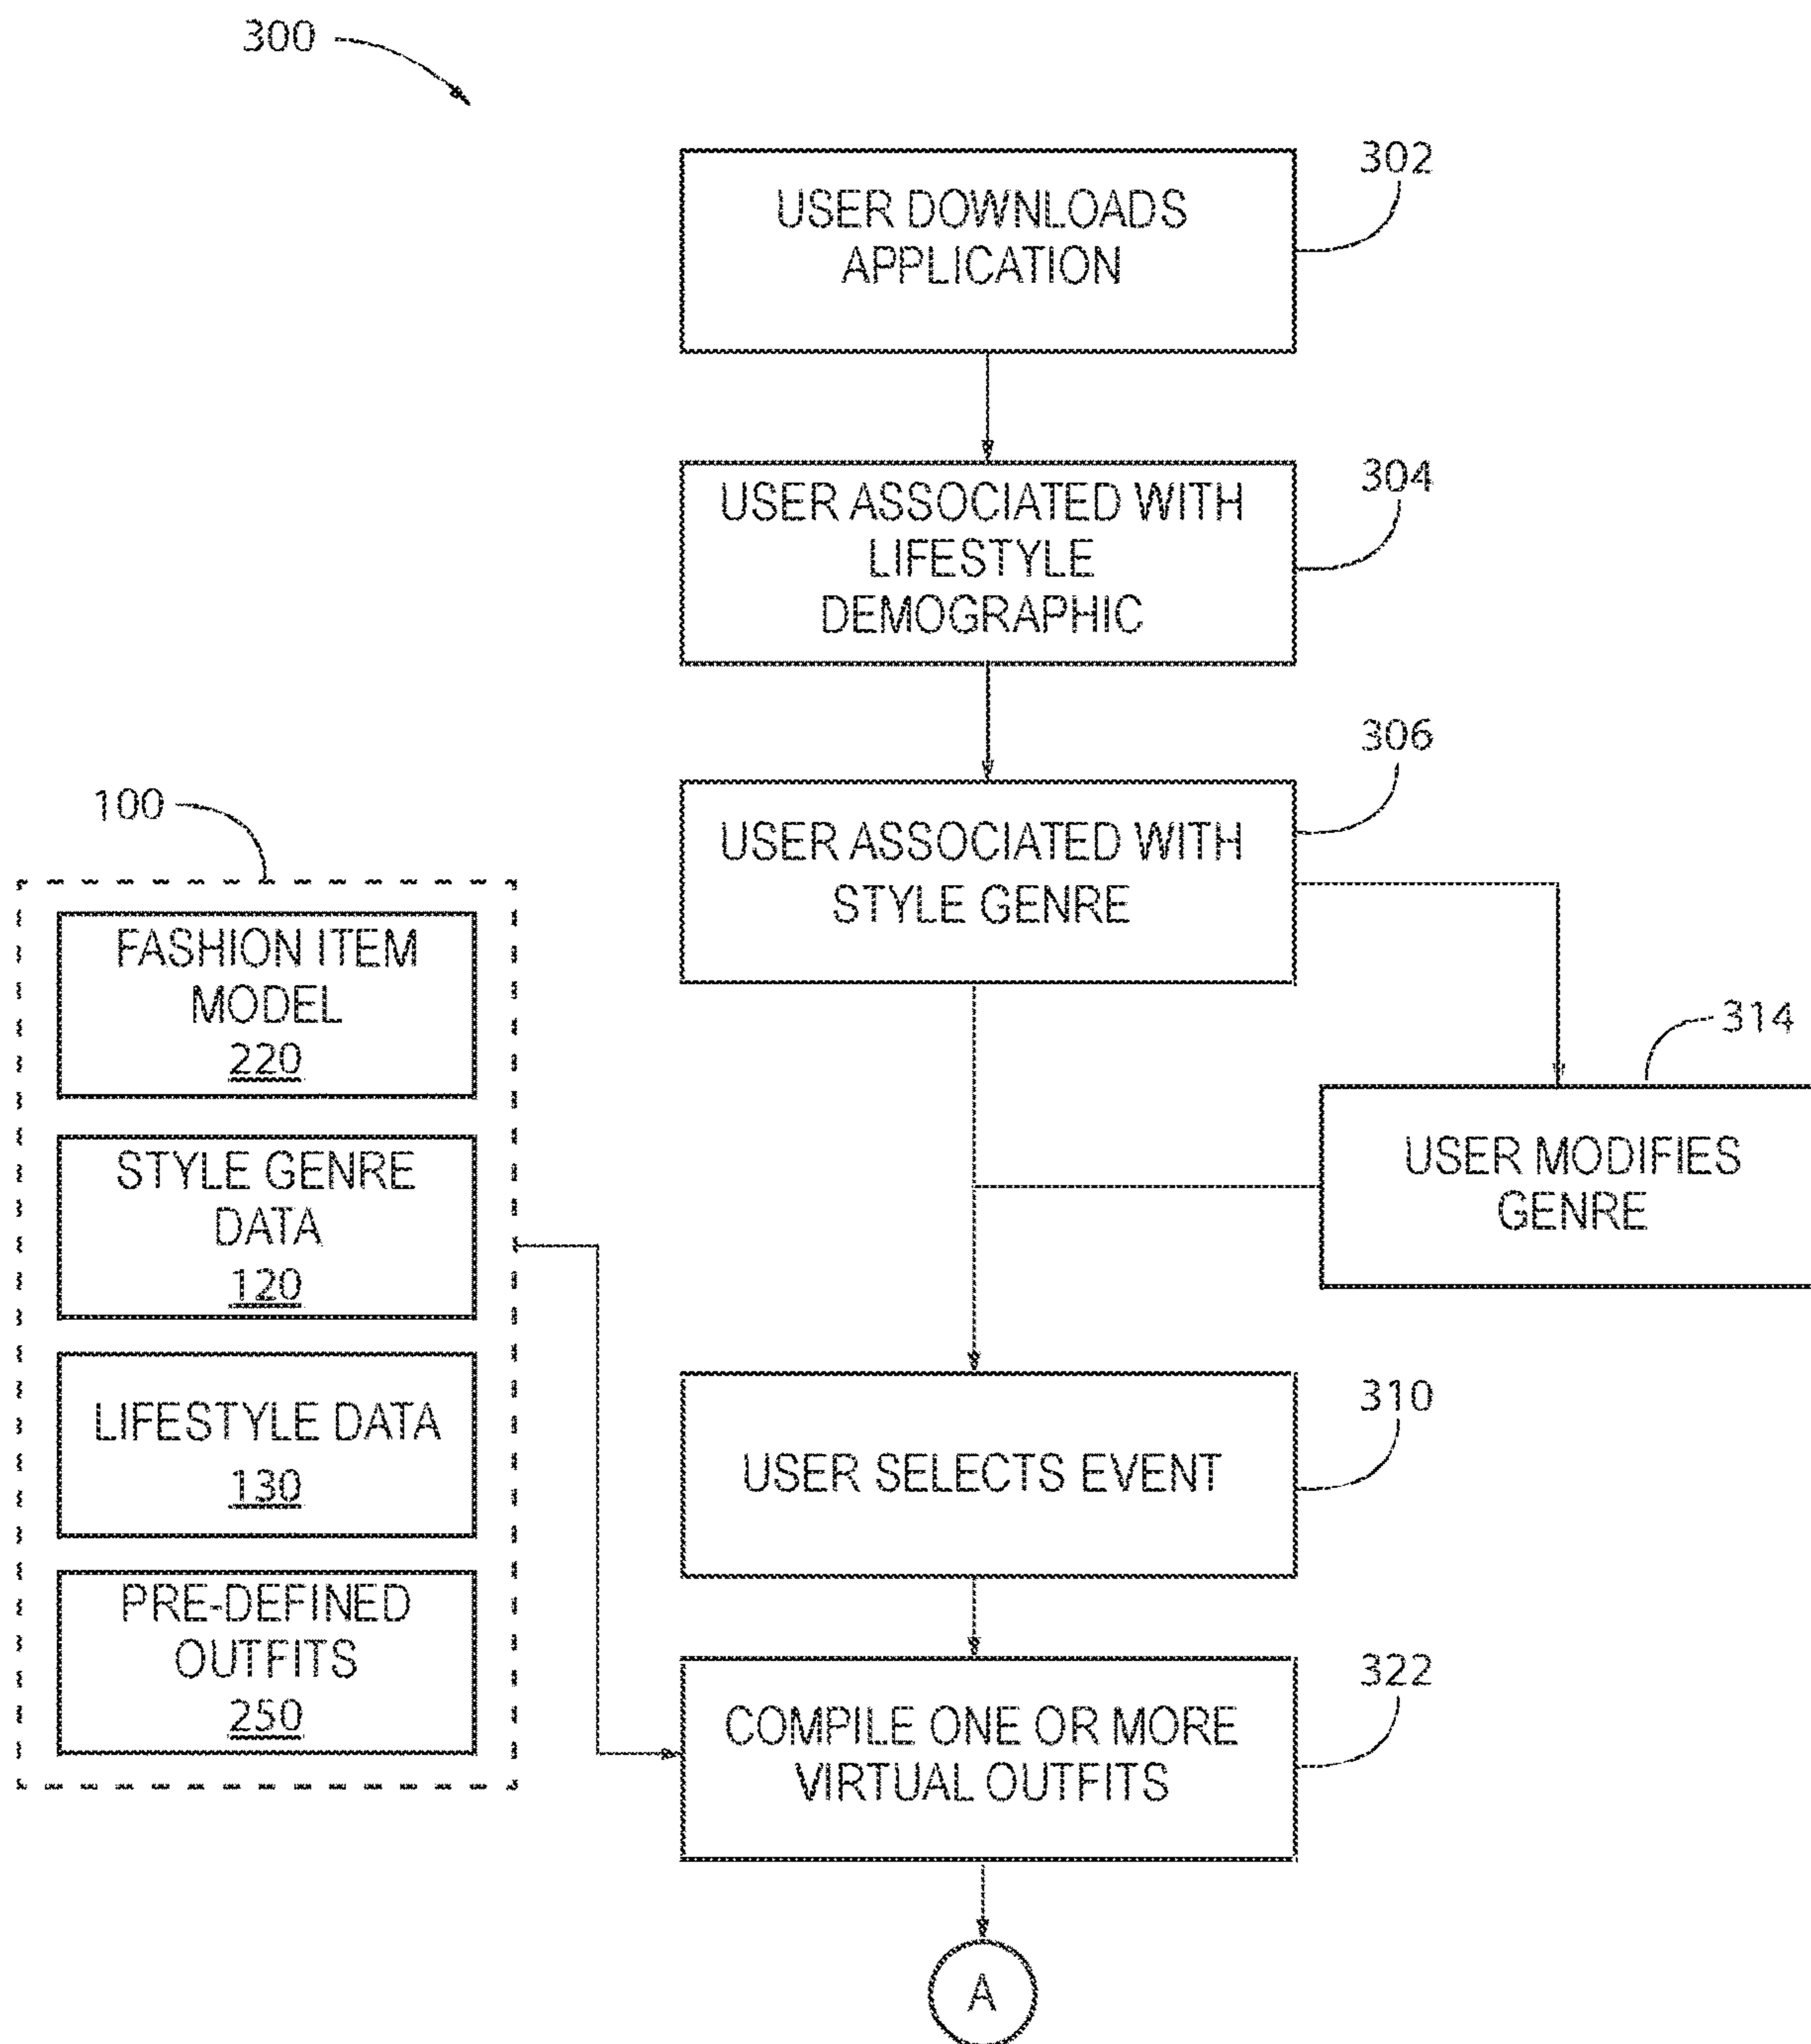 300
302
USER DOWNLOADS
APPLICATION
304
USER ASSOCIATED WITH
LIFESTYLE
DEMOGRAPHIC
306
USER ASSOCIATED WITH
STYLE GENRE
100
FASHION ITEM
MODEL
220
STYLE GENRE
DATA
120
LIFESTYLE DATA
130
PRE-DEFINED
OUTFITS
250
314
USER MODIFIES
GENRE
310
USER SELECTS EVENT
322
COMPILE ONE OR MORE
VIRTUAL OUTFITS
A